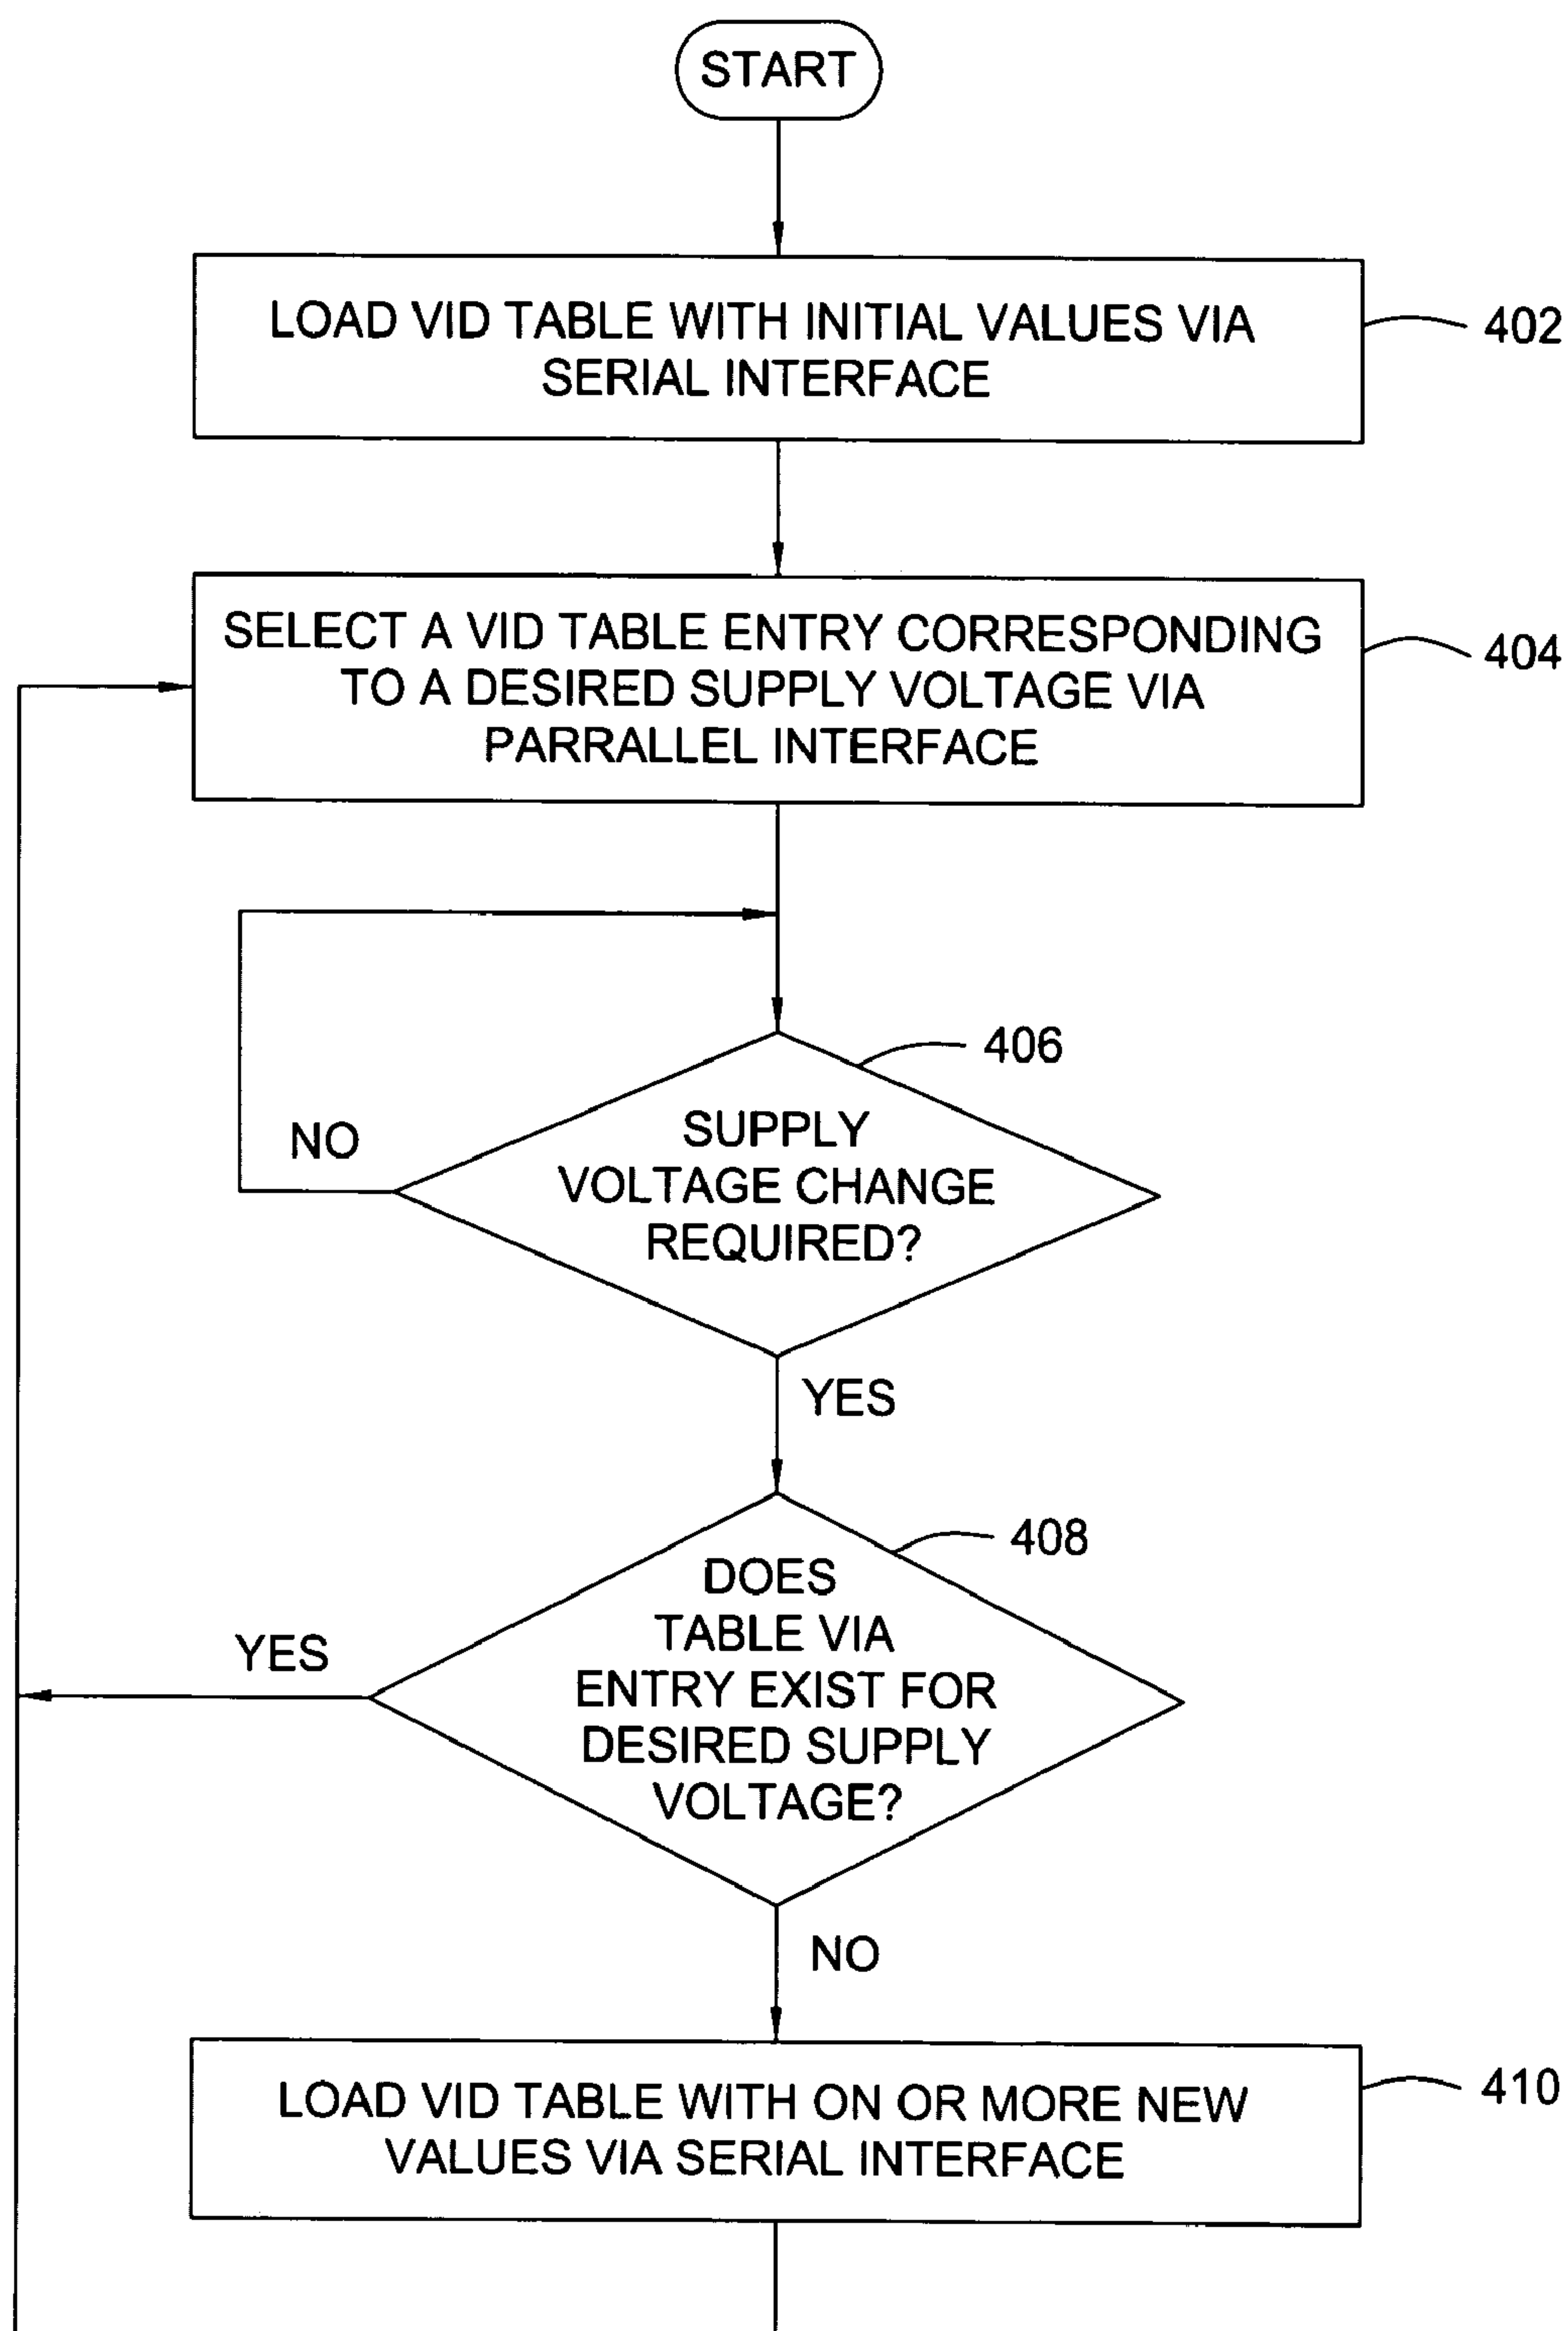 START
LOAD VID TABLE WITH INITIAL VALUES VIA
SERIAL INTERFACE
402
SELECT A VID TABLE ENTRY CORRESPONDING
TO A DESIRED SUPPLY VOLTAGE VIA
PARRALLEL INTERFACE
404
406
SUPPLY
VOLTAGE CHANGE
REQUIRED?
NO
YES
408
DOES
TABLE VIA
ENTRY EXIST FOR
DESIRED SUPPLY
VOLTAGE?
YES
NO
LOAD VID TABLE WITH ON OR MORE NEW
VALUES VIA SERIAL INTERFACE
410